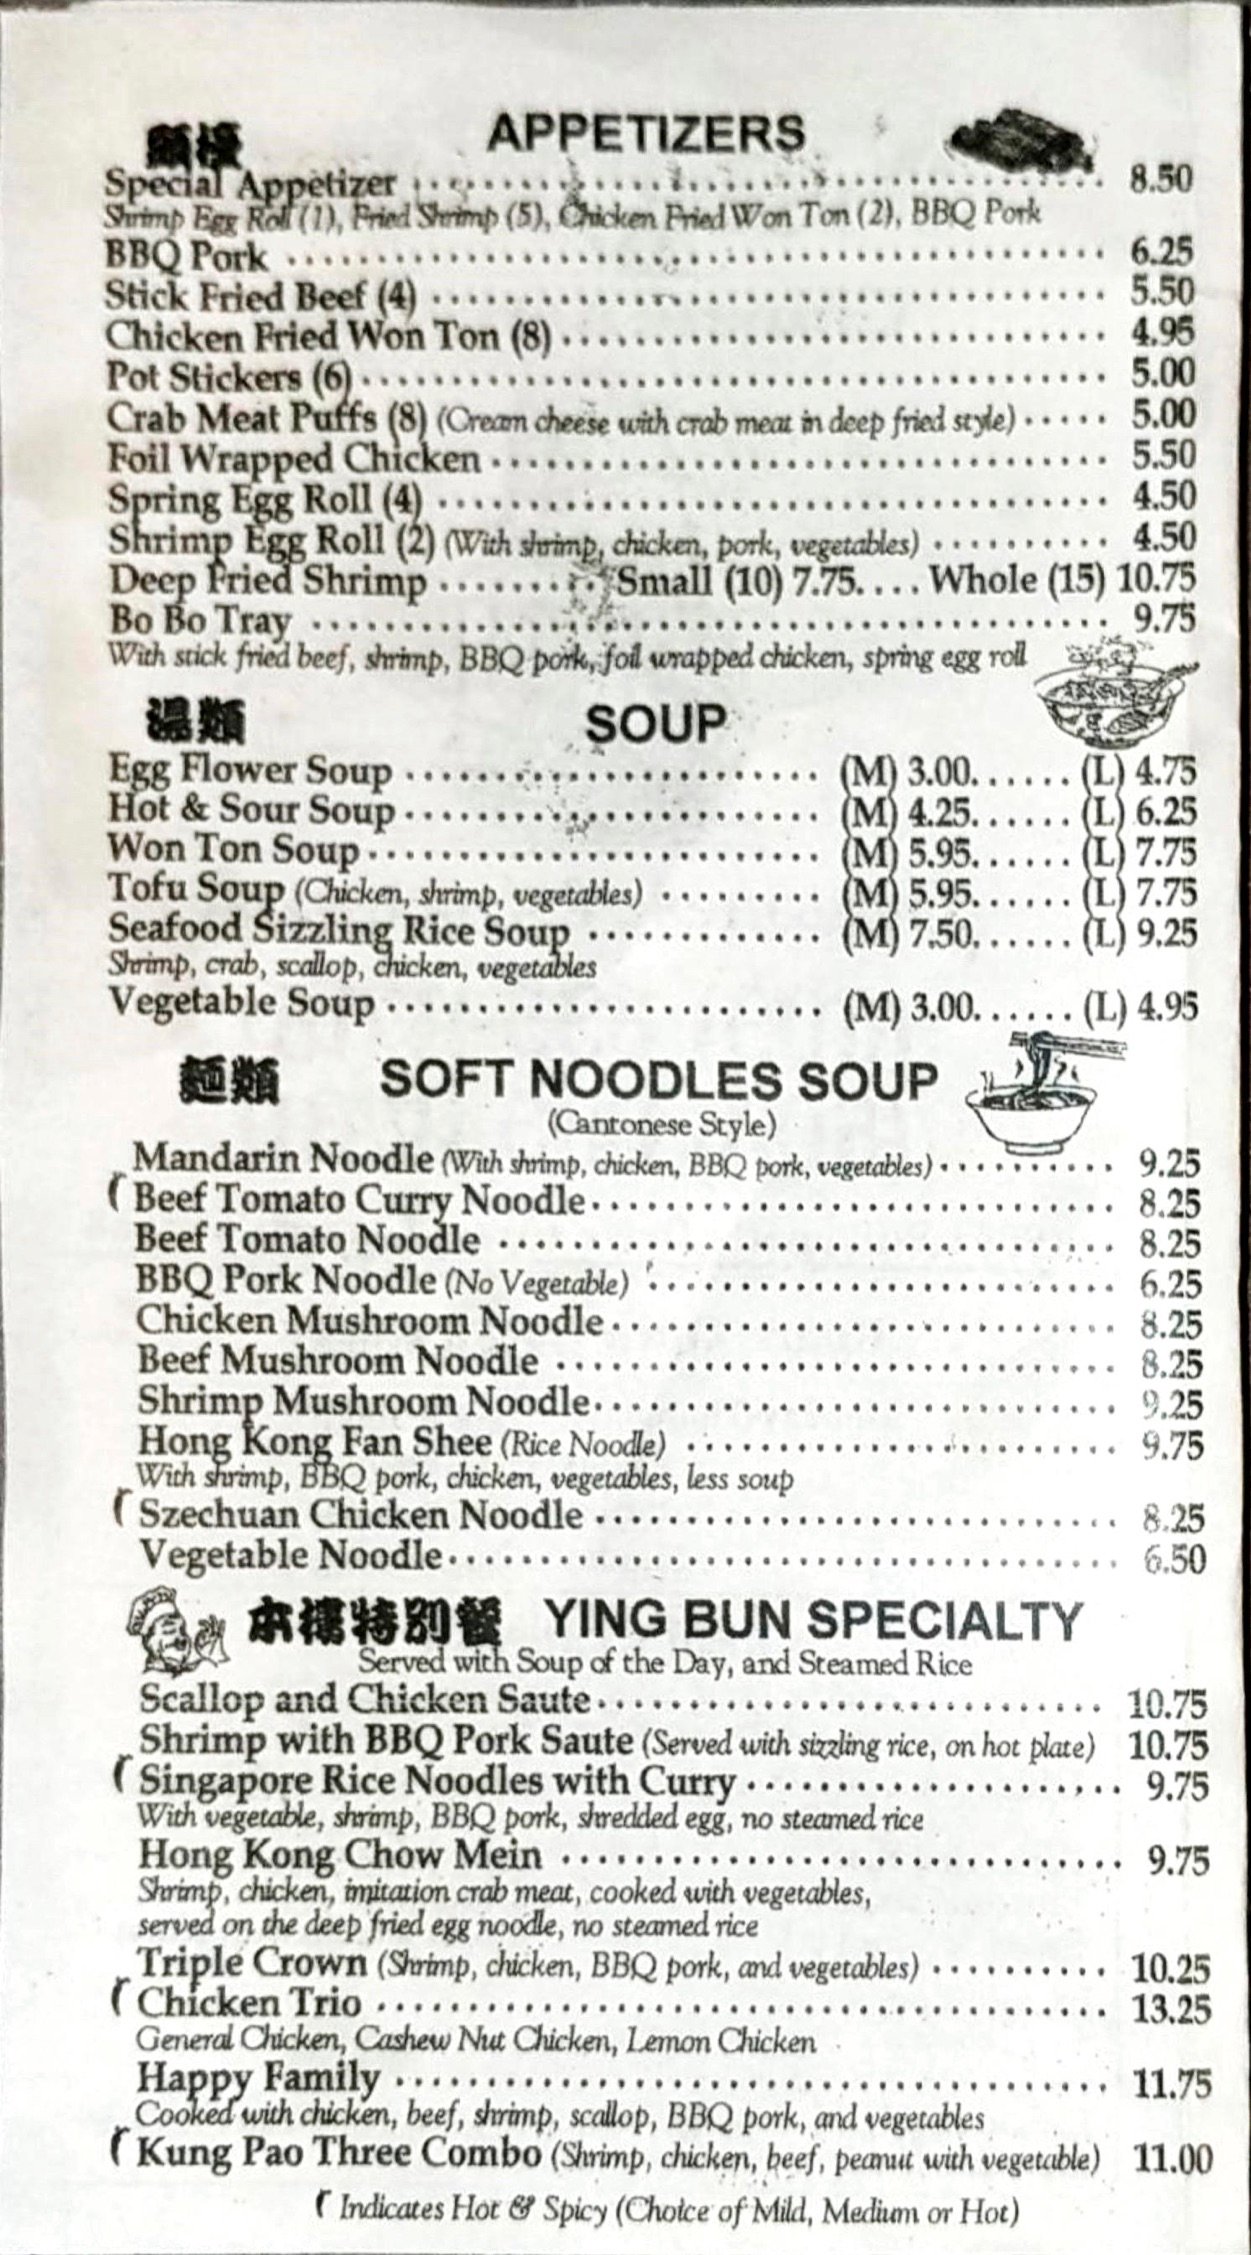 頭檯 APPETIZERS
Special Appetizer 8.50
Shrimp Egg Roll (1), Fried Shrimp (5), Chicken Fried Won Ton (2), BBQ Pork
BBQ Pork 6.25
Stick Fried Beef (4) 5.50
Chicken Fried Won Ton (8) 4.95
Pot Stickers (6) 5.00
Crab Meat Puffs (8) (Cream cheese with crab meat in deep fried style) 5.00
Foil Wrapped Chicken 5.50
Spring Egg Roll (4) 4.50
Shrimp Egg Roll (2) (With shrimp, chicken, pork, vegetables) 4.50
Deep Fried Shrimp Small (10) 7.75.... Whole (15) 10.75
Bo Bo Tray 9.75
With stick fried beef, shrimp, BBQ pork, foil wrapped chicken, spring egg roll
湯類 SOUP
Egg Flower Soup (M) 3.00...... (L) 4.75
Hot & Sour Soup (M) 4.25...... (L) 6.25
Won Ton Soup (M) 5.95...... (L) 7.75
Tofu Soup (Chicken, shrimp, vegetables) (M) 5.95...... (L) 7.75
Seafood Sizzling Rice Soup (M) 7.50...... (L) 9.25
Shrimp, crab, scallop, chicken, vegetables
Vegetable Soup (M) 3.00...... (L) 4.95
麵類 SOFT NOODLES SOUP
(Cantonese Style)
Mandarin Noodle (With shrimp, chicken, BBQ pork, vegetables) 9.25
Beef Tomato Curry Noodle 8.25
Beef Tomato Noodle 8.25
BBQ Pork Noodle (No Vegetable) 6.25
Chicken Mushroom Noodle 8.25
Beef Mushroom Noodle 8.25
Shrimp Mushroom Noodle 9.25
Hong Kong Fan Shee (Rice Noodle) 9.75
With shrimp, BBQ pork, chicken, vegetables, less soup
Szechuan Chicken Noodle 8.25
Vegetable Noodle 6.50
本樓特別餐 YING BUN SPECIALTY
Served with Soup of the Day, and Steamed Rice
Scallop and Chicken Saute 10.75
Shrimp with BBQ Pork Saute (Served with sizzling rice, on hot plate) 10.75
Singapore Rice Noodles with Curry 9.75
With vegetable, shrimp, BBQ pork, shredded egg, no steamed rice
Hong Kong Chow Mein 9.75
Shrimp, chicken, imitation crab meat, cooked with vegetables,
served on the deep fried egg noodle, no steamed rice
Triple Crown (Shrimp, chicken, BBQ pork, and vegetables) 10.25
Chicken Trio 13.25
General Chicken, Cashew Nut Chicken, Lemon Chicken
Happy Family 11.75
Cooked with chicken, beef, shrimp, scallop, BBQ pork, and vegetables
Kung Pao Three Combo (Shrimp, chicken, beef, peanut with vegetable) 11.00
Indicates Hot & Spicy (Choice of Mild, Medium or Hot)